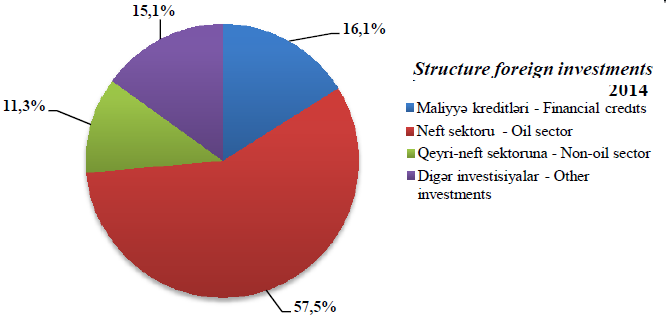 15,1%
16,1%
Structure foreign investments
2014
11,3%
Maliyyə kreditləri - Financial credits
Neft sektoru - Oil sector
Qeyri-neft sektoruna - Non-oil sector
Digər investisiyalar - Other
investments
57,5%